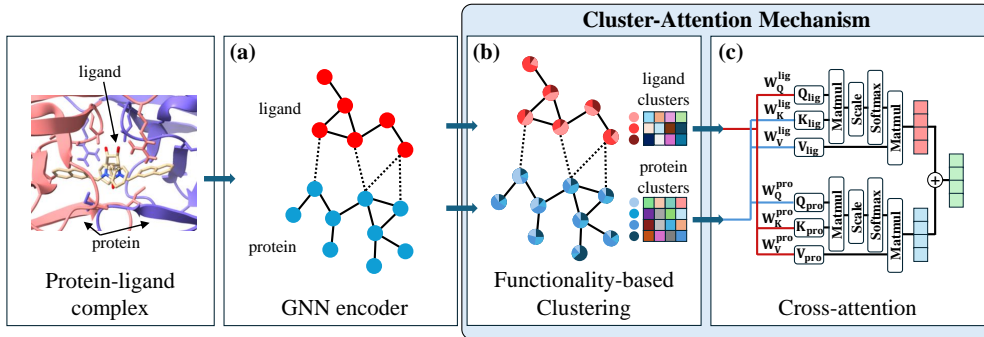 Cluster-Attention Mechanism
ligand
protein
Protein-ligand
complex
(a)
ligand
protein
GNN encoder
(b)
ligand
clusters
protein
clusters
Functionality-based
Clustering
(c)
W_Q^lig
Q_lig
W_K^lig
K_lig
W_V^lig
V_lig
Matmul
Scale
Softmax
Matmul
W_Q^pro
Q_pro
W_K^pro
K_pro
W_V^pro
V_pro
Matmul
Scale
Softmax
Matmul
+
Cross-attention